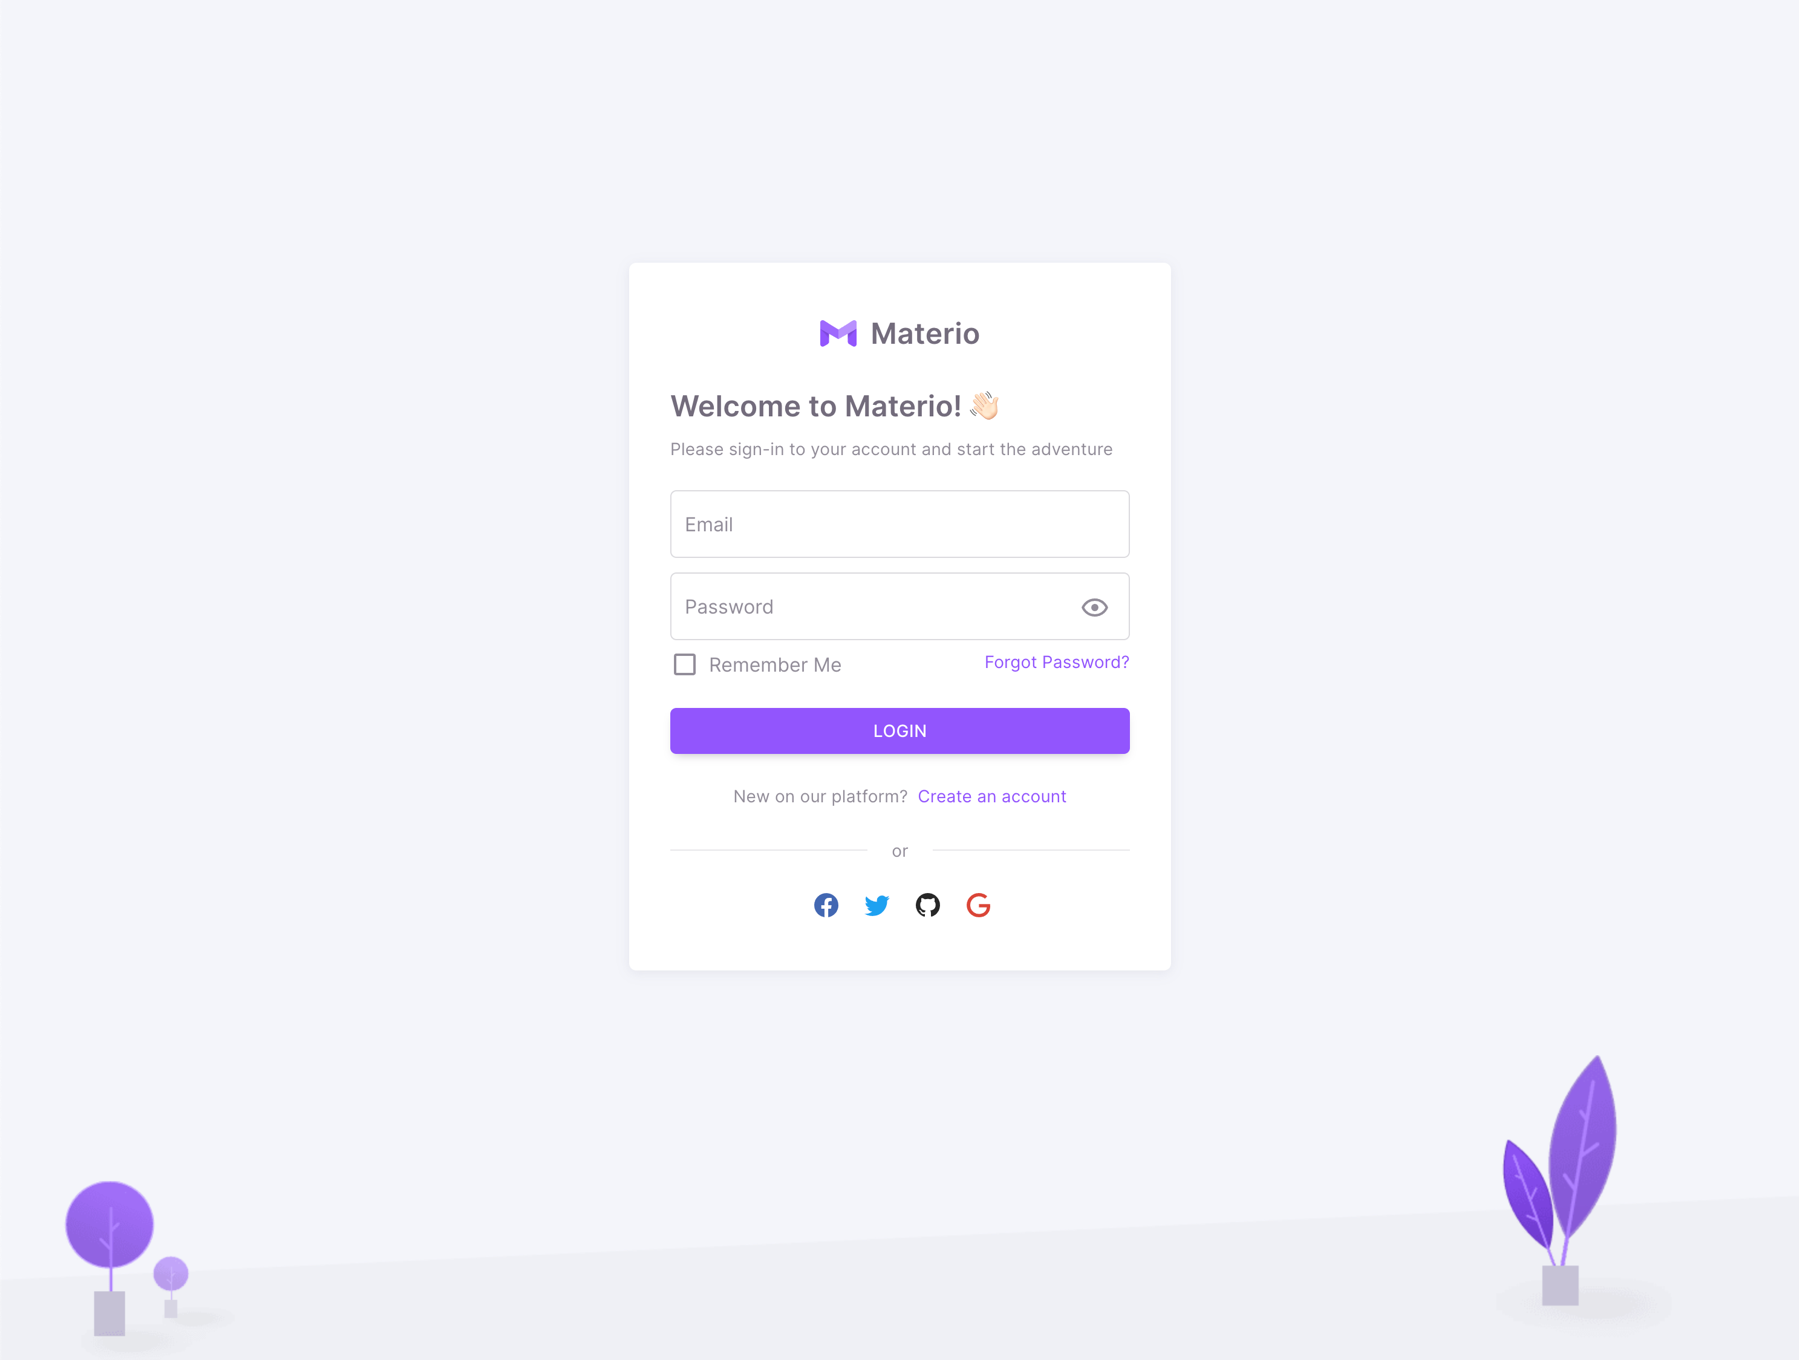 Materio
Welcome to Materio! 👋🏻
Please sign-in to your account and start the adventure
Email
Password
Remember Me
Forgot Password?
LOGIN
New on our platform? Create an account
or